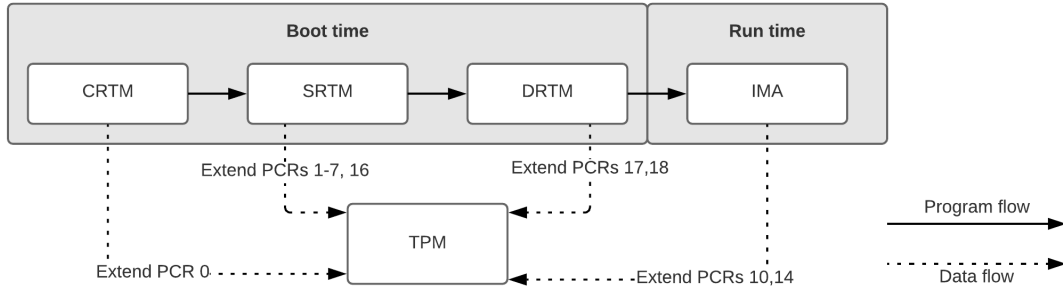 Boot time
Run time
CRTM
SRTM
DRTM
IMA
Extend PCRs 1-7, 16
Extend PCRs 17,18
Program flow
TPM
Extend PCR 0
Extend PCRs 10,14
Data flow